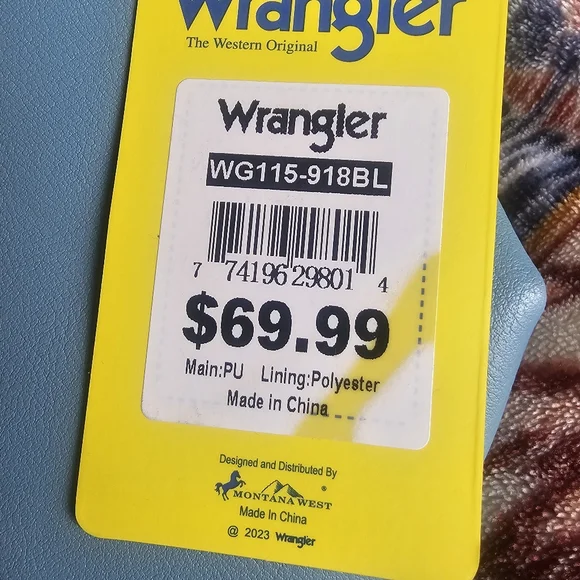 Wrangler
The Western Original
Wrangler
WG115-918BL
7 74196 29801 4
$69.99
Main:PU Lining:Polyester
Made in China
Designed and Distributed By
MONTANA WEST®
Made In China
@ 2023 Wrangler